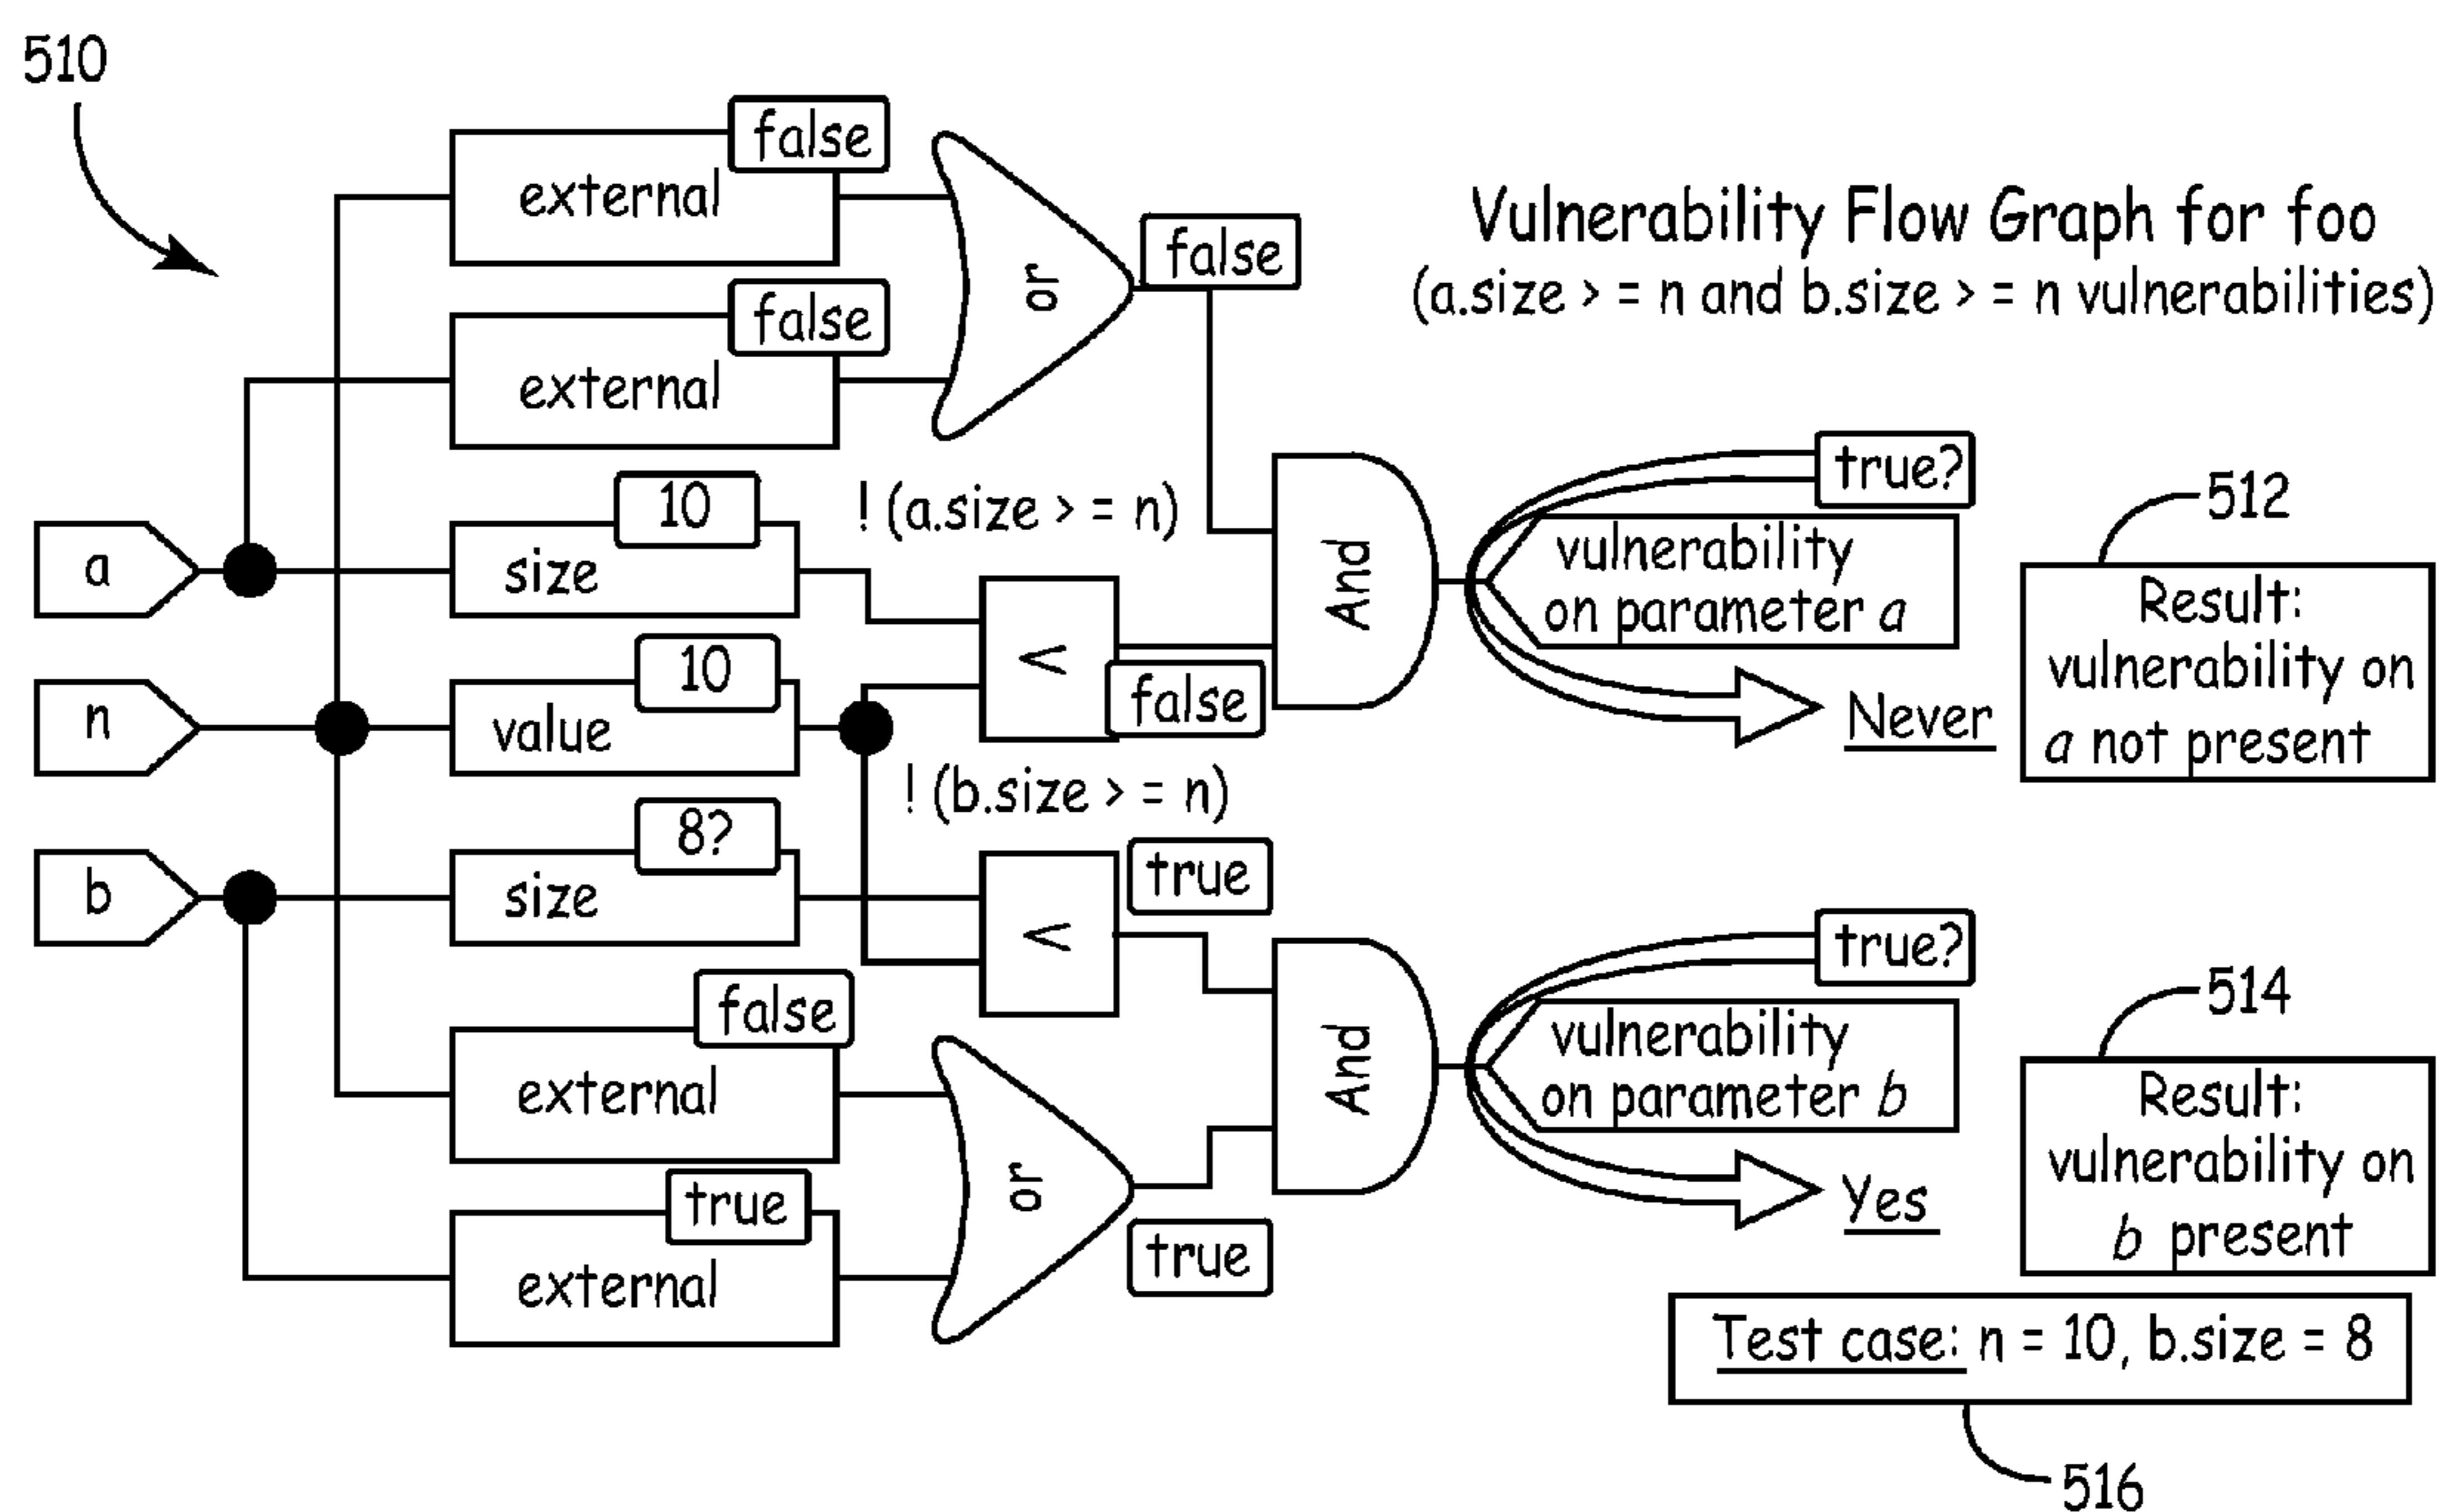 510
false
external
false
external
or
false
Vulnerability Flow Graph for foo
(a.size > = n and b.size > = n vulnerabilities)
a
10
size
! (a.size > = n)
n
10
value
<
false
And
true?
vulnerability
on parameter a
Never
512
Result:
vulnerability on
a not present
! (b.size > = n)
b
8?
size
<
true
false
external
true
external
or
true
And
true?
vulnerability
on parameter b
Yes
514
Result:
vulnerability on
b present
Test case: n = 10, b.size = 8
516